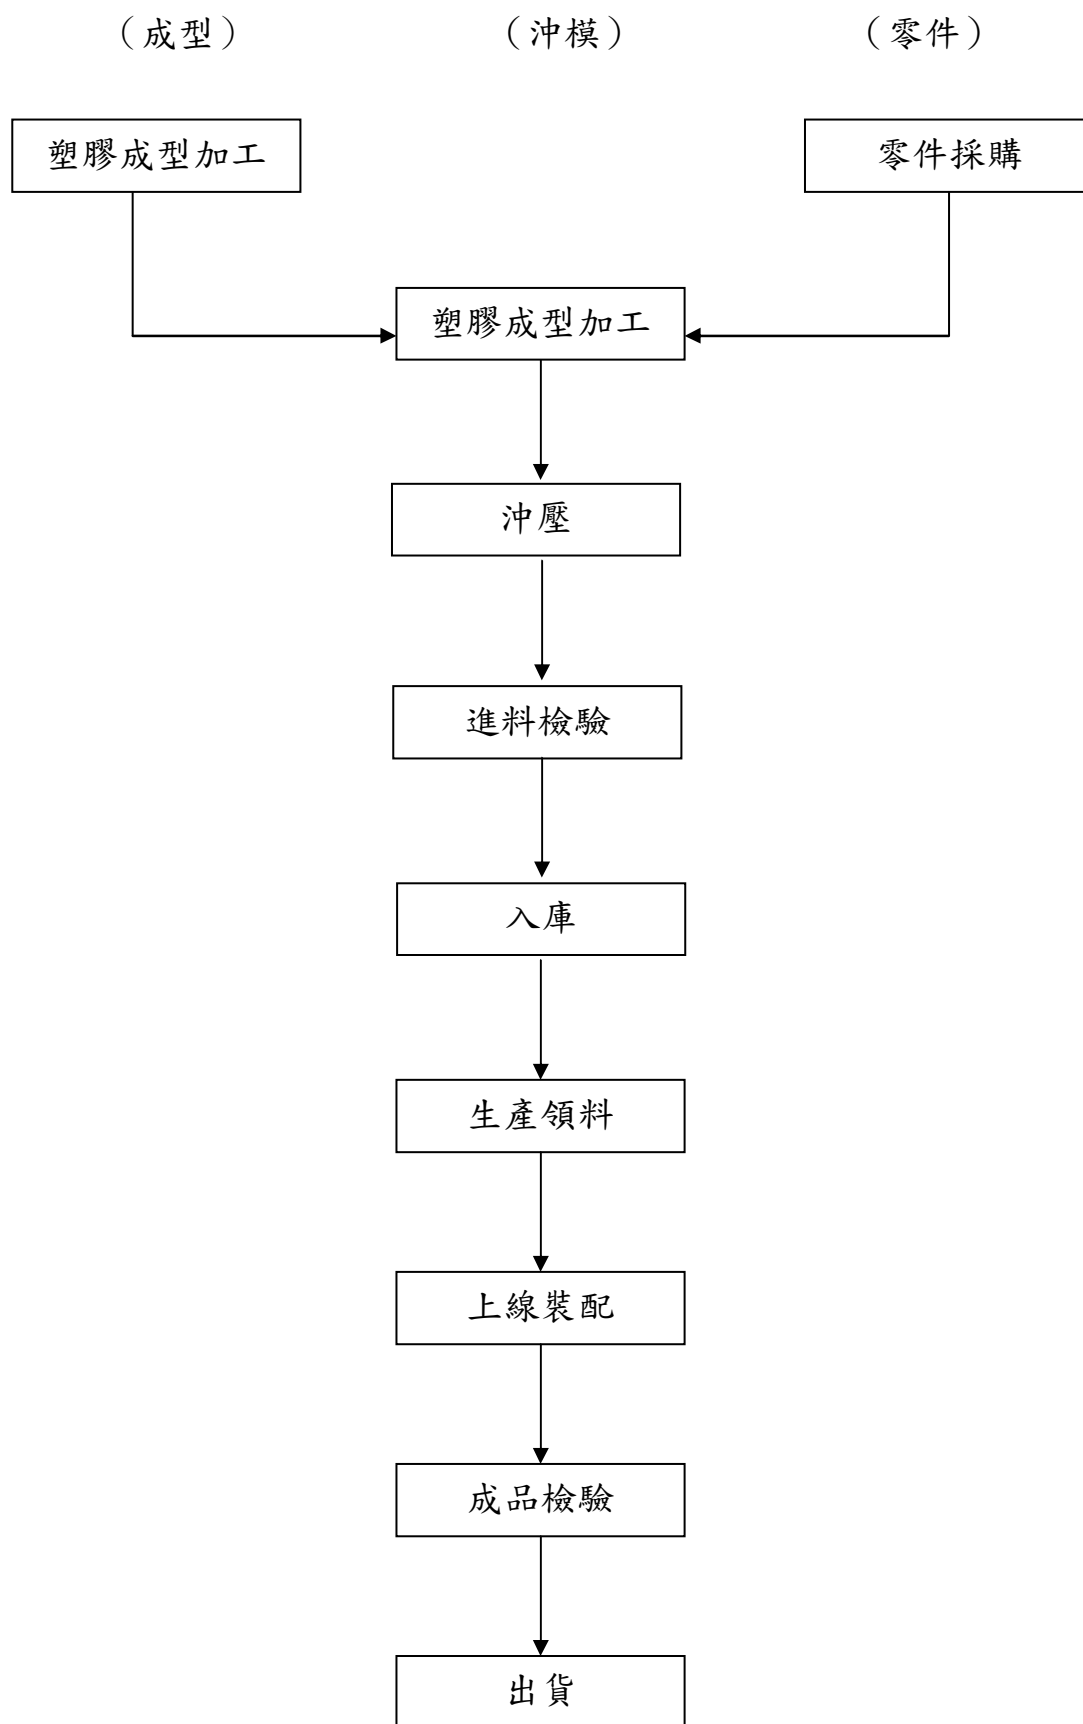 （成型） （沖模） （零件）
塑膠成型加工 零件採購
塑膠成型加工
沖壓
進料檢驗
入庫
生產領料
上線裝配
成品檢驗
出貨